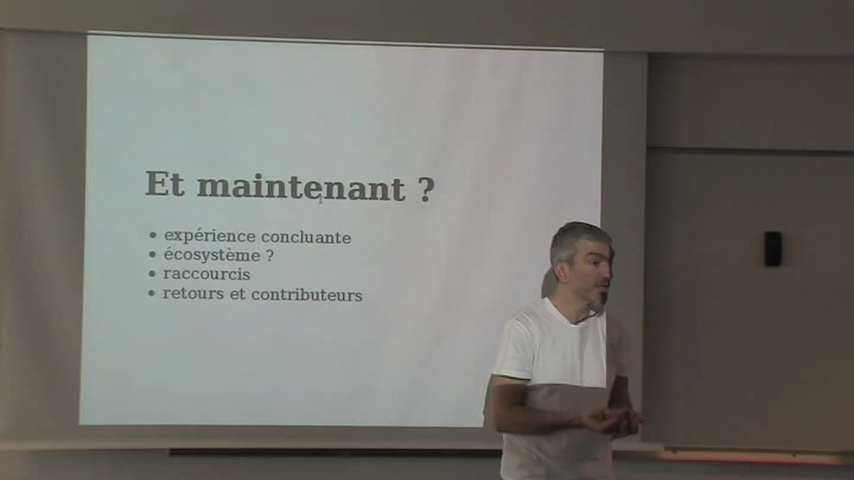 Et maintenant ?
• expérience concluante
• écosystème ?
• raccourcis
• retours et contributeurs